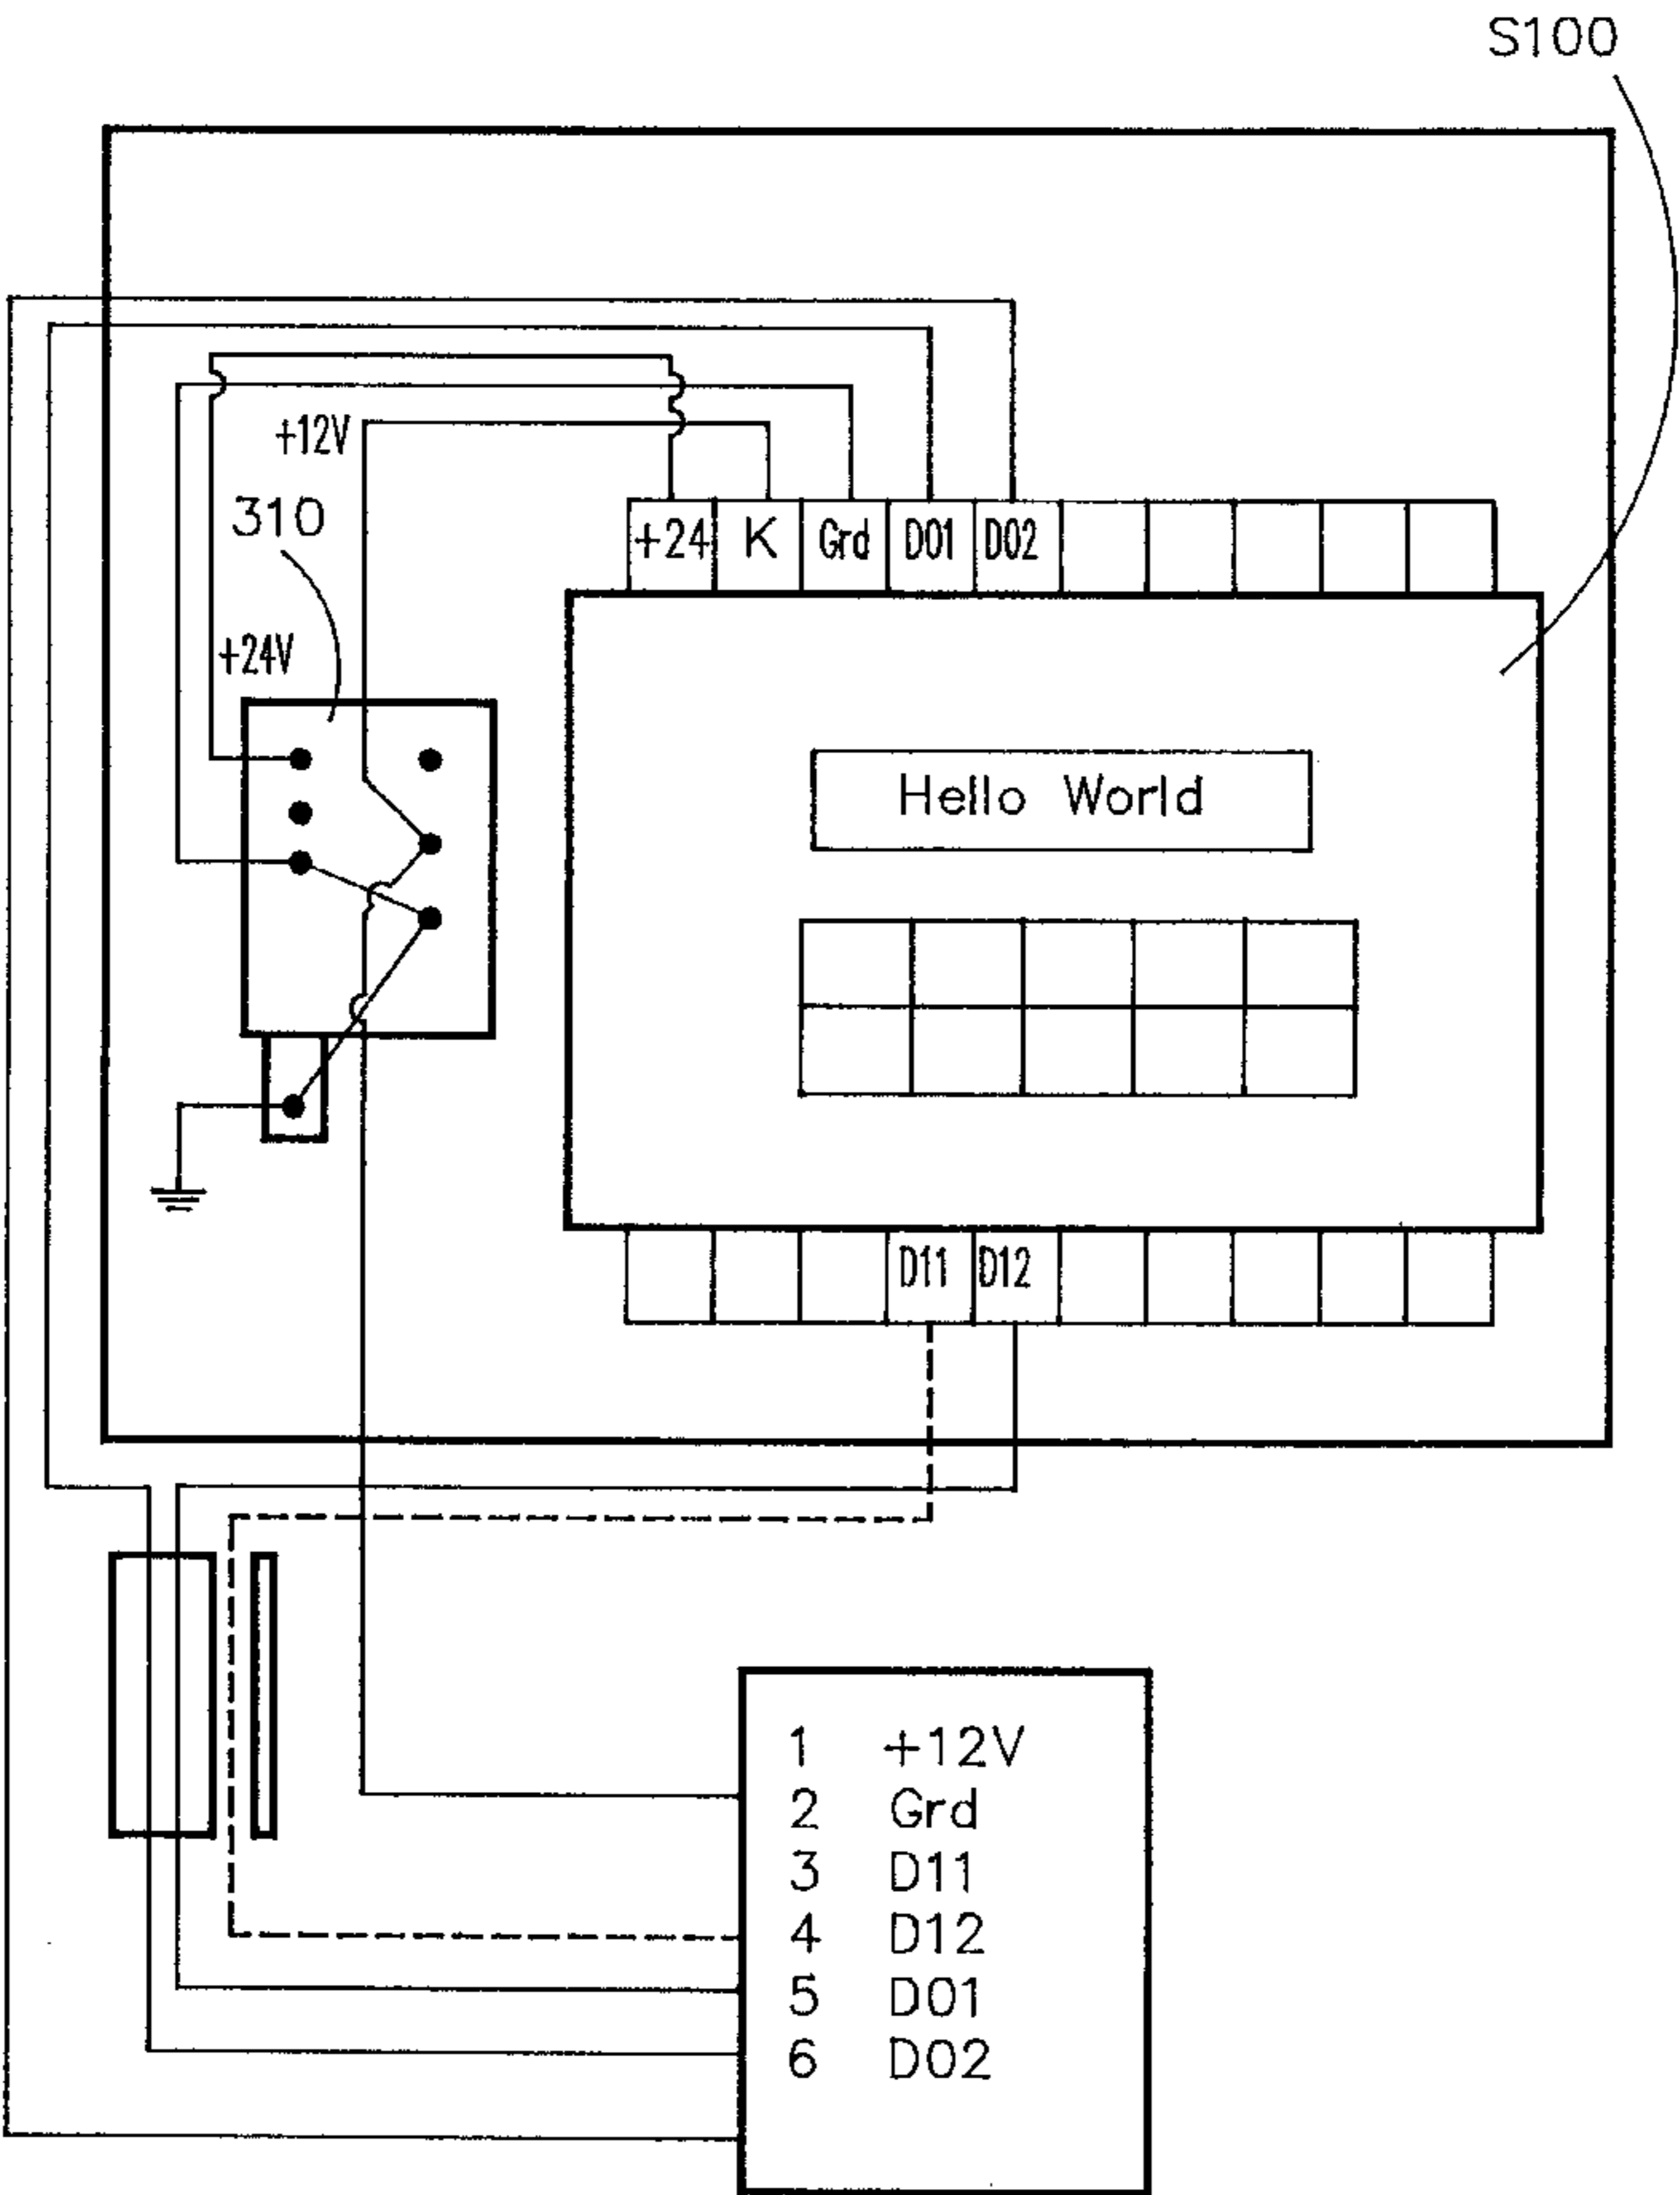 S100
+12V
310
+24 K Grd D01 D02
+24V
Hello World
D11 D12
1 +12V
2 Grd
3 D11
4 D12
5 D01
6 D02